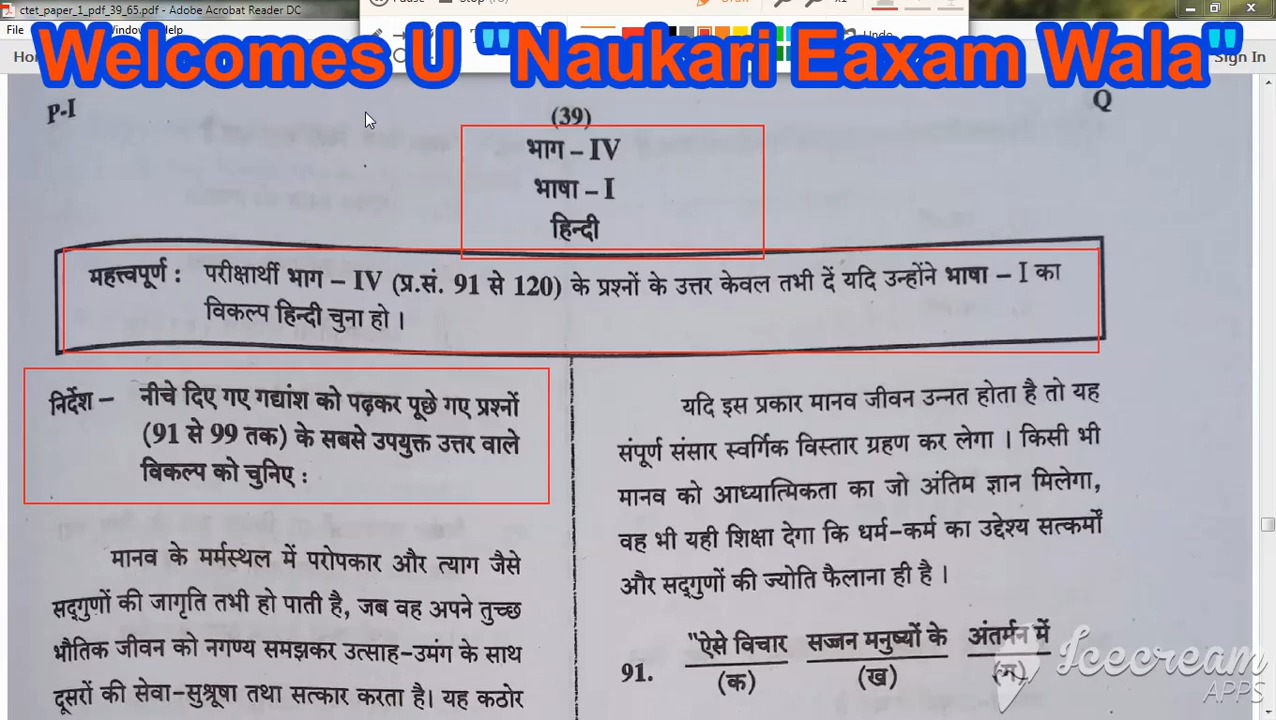 ctet_paper_1_pdf_39_65.pdf - Adobe Acrobat Reader DC
File
Help
Welcomes U "Naukari Eaxam Wala"
Sign In
P-I
(39)
Q
भाग – IV
भाषा – I
हिन्दी
महत्त्वपूर्ण : परीक्षार्थी भाग – IV (प्र.सं. 91 से 120) के प्रश्नों के उत्तर केवल तभी दें यदि उन्होंने भाषा – I का
विकल्प हिन्दी चुना हो ।
निर्देश – नीचे दिए गए गद्यांश को पढ़कर पूछे गए प्रश्नों
(91 से 99 तक) के सबसे उपयुक्त उत्तर वाले
विकल्प को चुनिए :
मानव के मर्मस्थल में परोपकार और त्याग जैसे
सद्‌गुणों की जागृति तभी हो पाती है, जब वह अपने तुच्छ
भौतिक जीवन को नगण्य समझकर उत्साह-उमंग के साथ
दूसरों की सेवा-सुश्रूषा तथा सत्कार करता है। यह कठोर
यदि इस प्रकार मानव जीवन उन्नत होता है तो यह
संपूर्ण संसार स्वर्गिक विस्तार ग्रहण कर लेगा । किसी भी
मानव को आध्यात्मिकता का जो अंतिम ज्ञान मिलेगा,
वह भी यही शिक्षा देगा कि धर्म-कर्म का उद्देश्य सत्कर्मों
और सद्‌गुणों की ज्योति फैलाना ही है ।
91. "ऐसे विचार सज्जन मनुष्यों के अंतर्मन में
(क) (ख) (ग)
Icecream
APPS